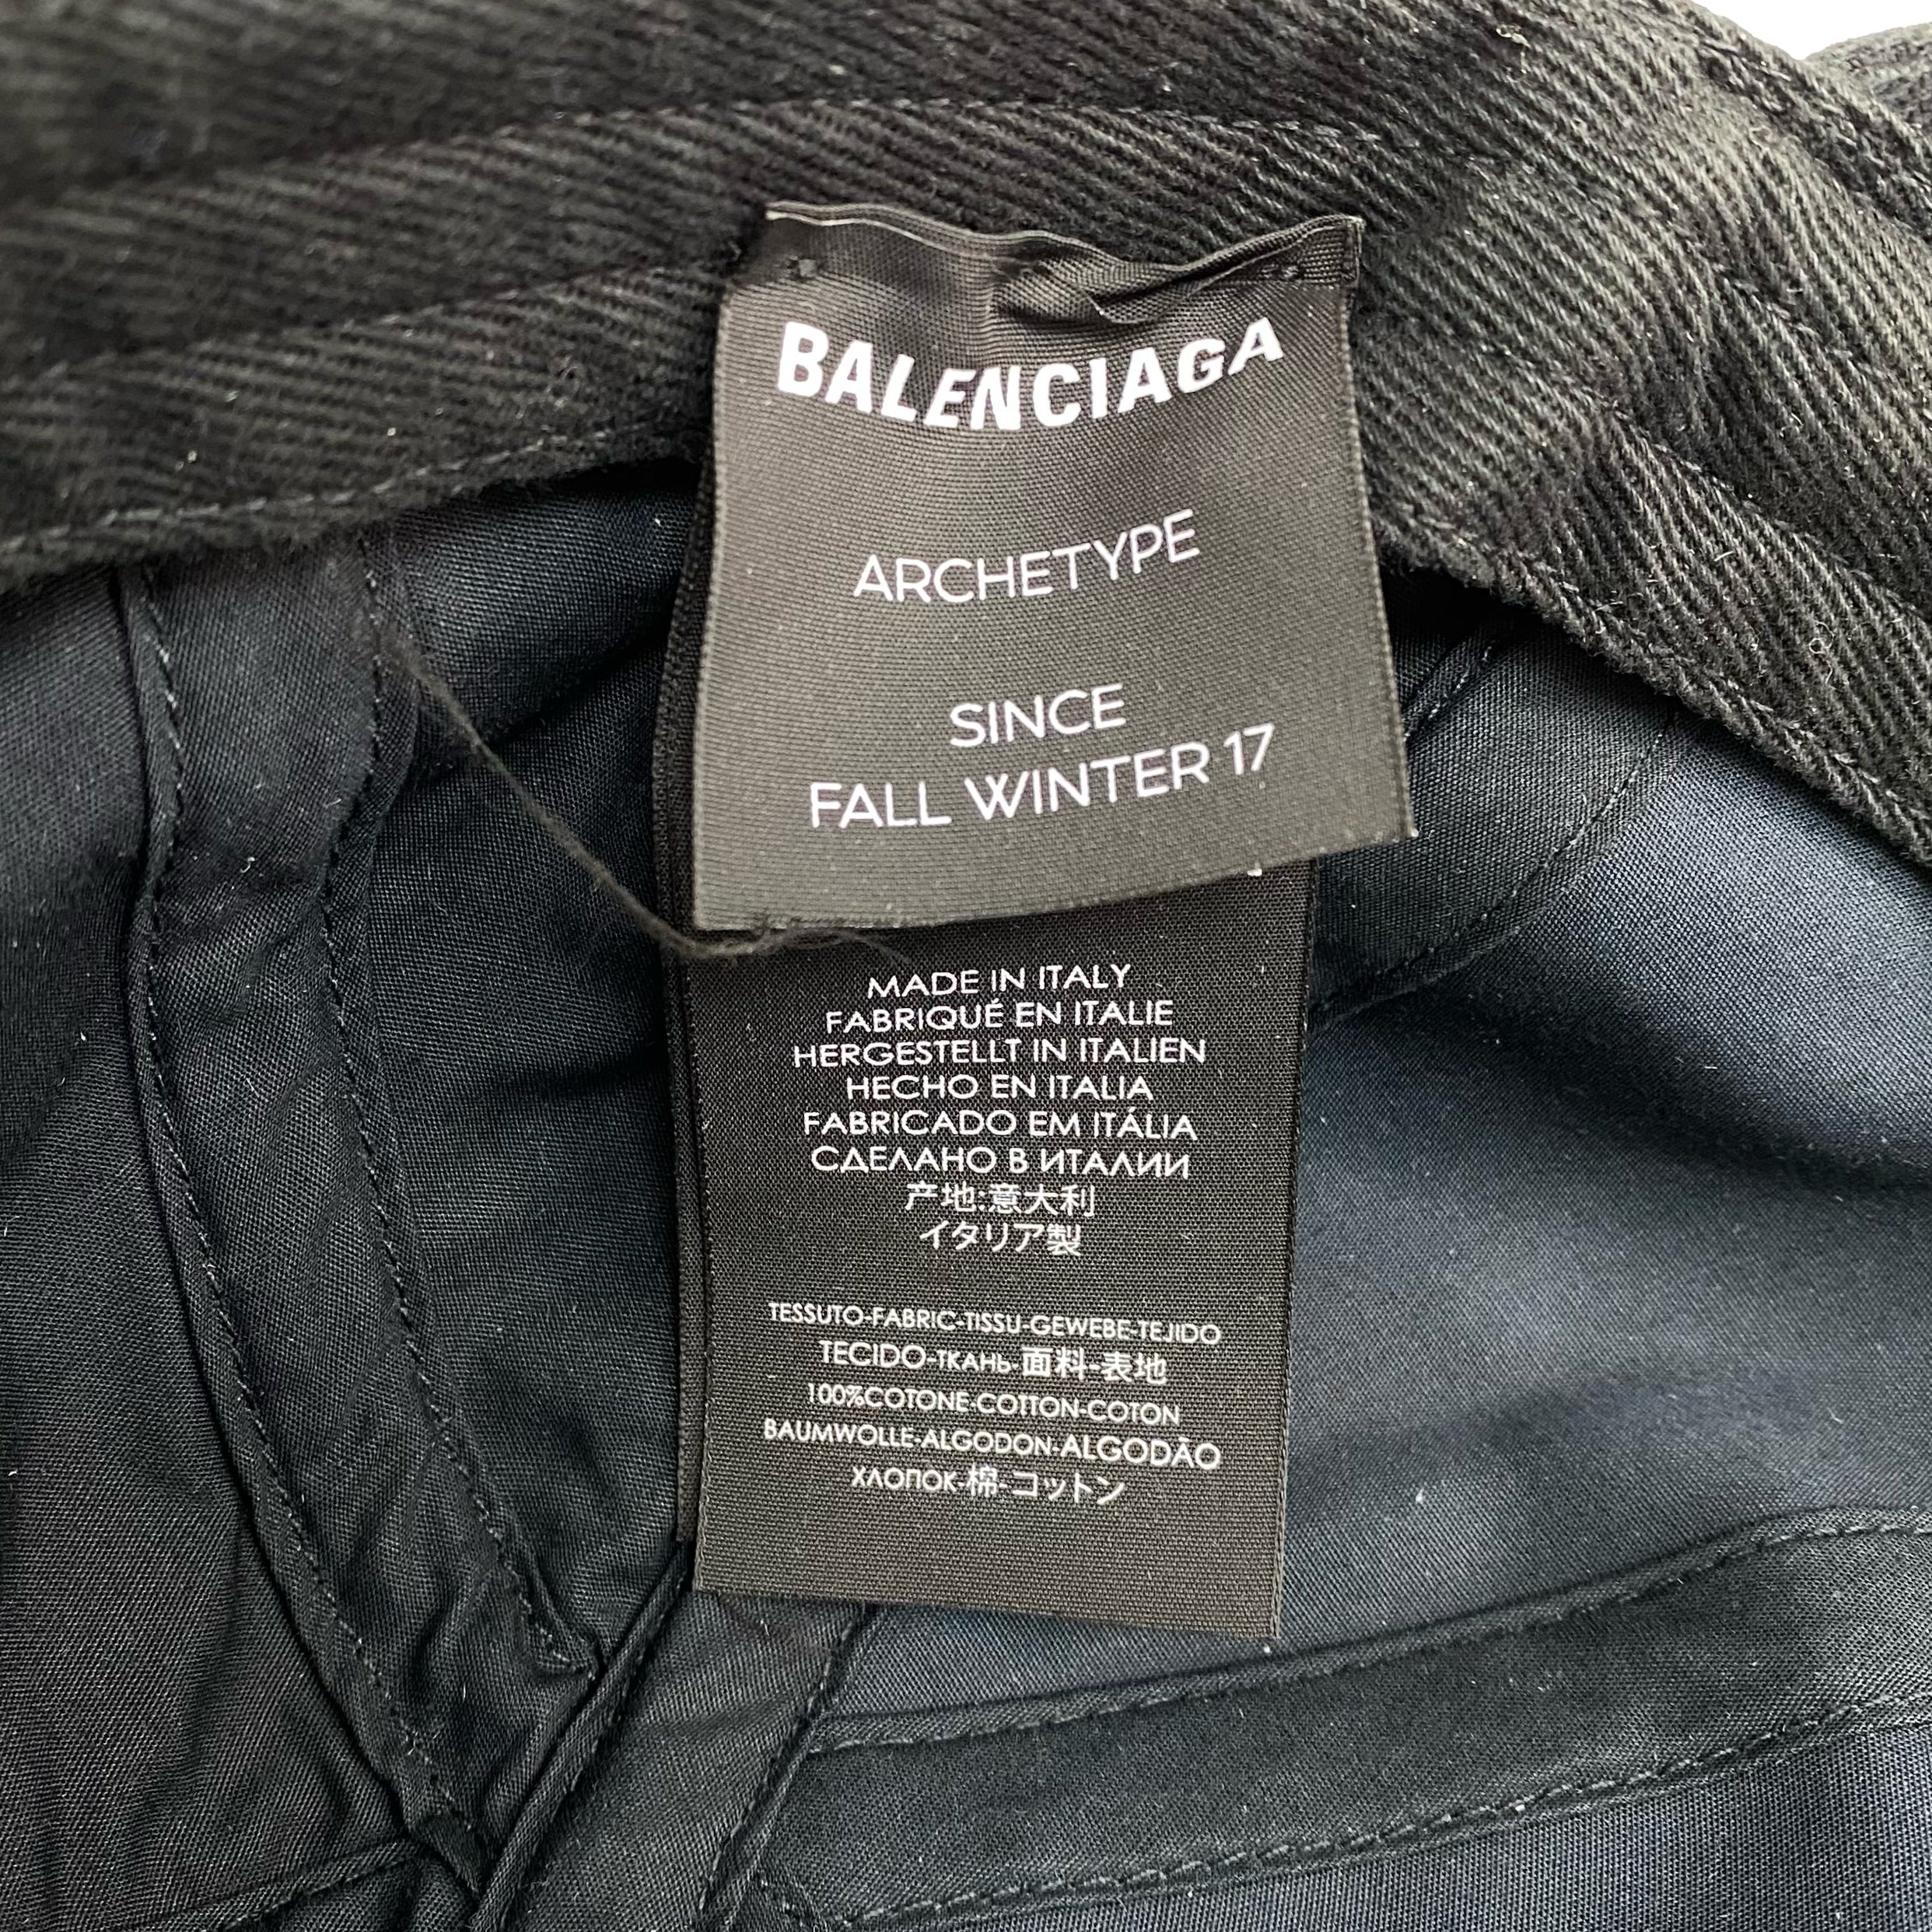 BALENCIAGA
ARCHETYPE
SINCE
FALL WINTER 17
MADE IN ITALY
FABRIQUÉ EN ITALIE
HERGESTELLT IN ITALIEN
HECHO EN ITALIA
FABRICADO EM ITÁLIA
СДЕЛАНО В ИТАЛИИ
产地:意大利
イタリア製
TESSUTO-FABRIC-TISSU-GEWEBE-TEJIDO
TECIDO-ТКАНЬ-面料-表地
100%COTONE-COTTON-COTON
BAUMWOLLE-ALGODON-ALGODÃO
ХЛОПОК-棉-コットン